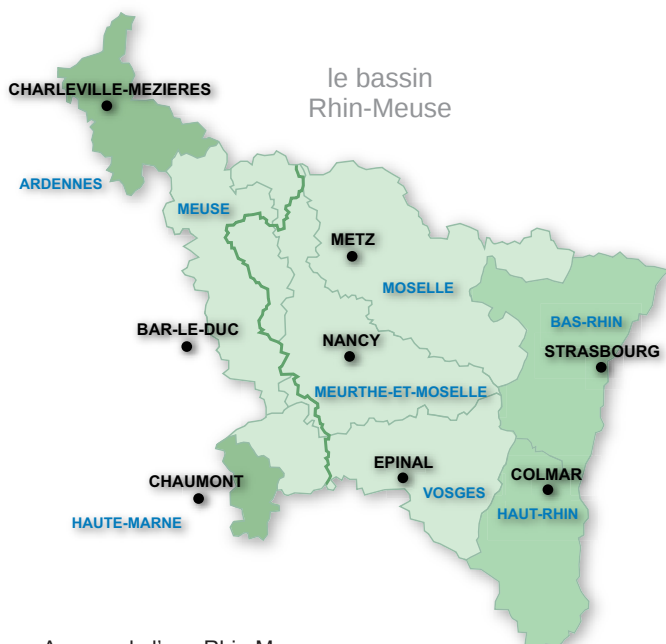 le bassin
Rhin-Meuse
CHARLEVILLE-MEZIERES
ARDENNES
MEUSE
METZ
MOSELLE
BAR-LE-DUC
NANCY
BAS-RHIN
STRASBOURG
MEURTHE-ET-MOSELLE
EPINAL
CHAUMONT
VOSGES
COLMAR
HAUTE-MARNE
HAUT-RHIN